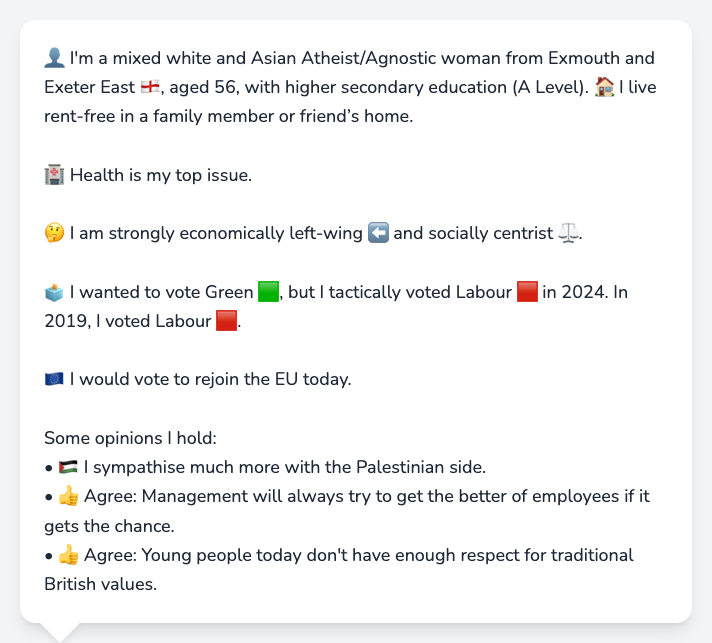 👤 I'm a mixed white and Asian Atheist/Agnostic woman from Exmouth and
Exeter East 🏴󠁧󠁢󠁥󠁮󠁧󠁿, aged 56, with higher secondary education (A Level). 🏠 I live
rent-free in a family member or friend’s home.
🏥 Health is my top issue.
🤔 I am strongly economically left-wing ⬅️ and socially centrist ⚖️.
🗳️ I wanted to vote Green 🟩, but I tactically voted Labour 🟥 in 2024. In
2019, I voted Labour 🟥.
🇪🇺 I would vote to rejoin the EU today.
Some opinions I hold:
• 🇵🇸 I sympathise much more with the Palestinian side.
• 👍 Agree: Management will always try to get the better of employees if it
gets the chance.
• 👍 Agree: Young people today don't have enough respect for traditional
British values.